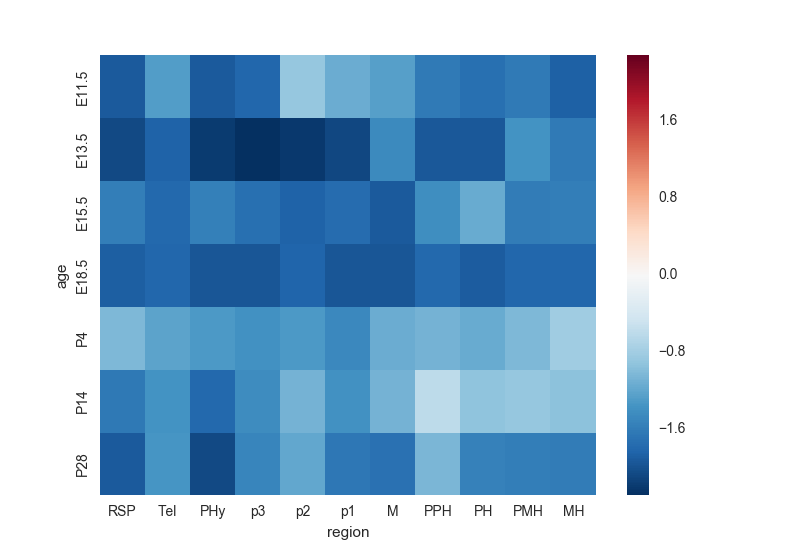 E11.5
E13.5
E15.5
E18.5
P4
P14
P28
age
RSP Tel PHy p3 p2 p1 M PPH PH PMH MH
region
1.6
0.8
0.0
−0.8
−1.6